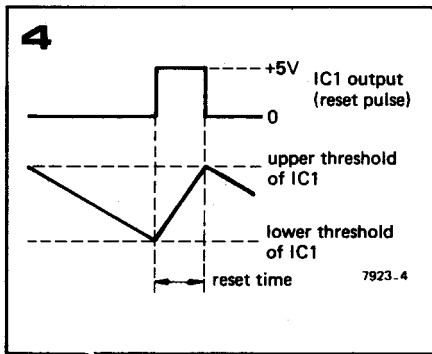 4
+5V
IC1 output
(reset pulse)
0
upper threshold
of IC1
lower threshold
of IC1
reset time
7923-4